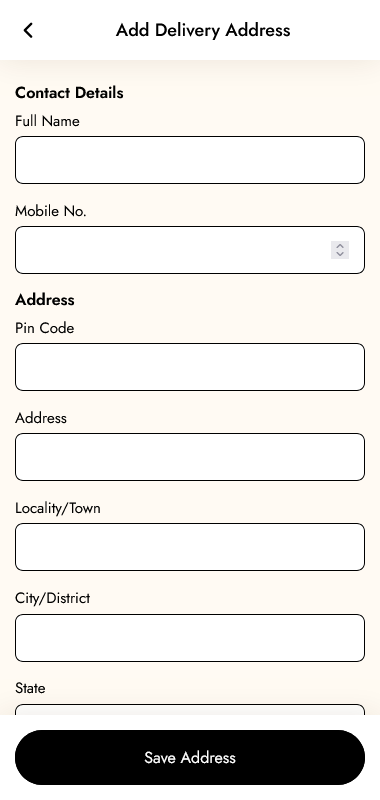 Add Delivery Address
Contact Details
Full Name
Mobile No.
Address
Pin Code
Address
Locality/Town
City/District
State
Save Address